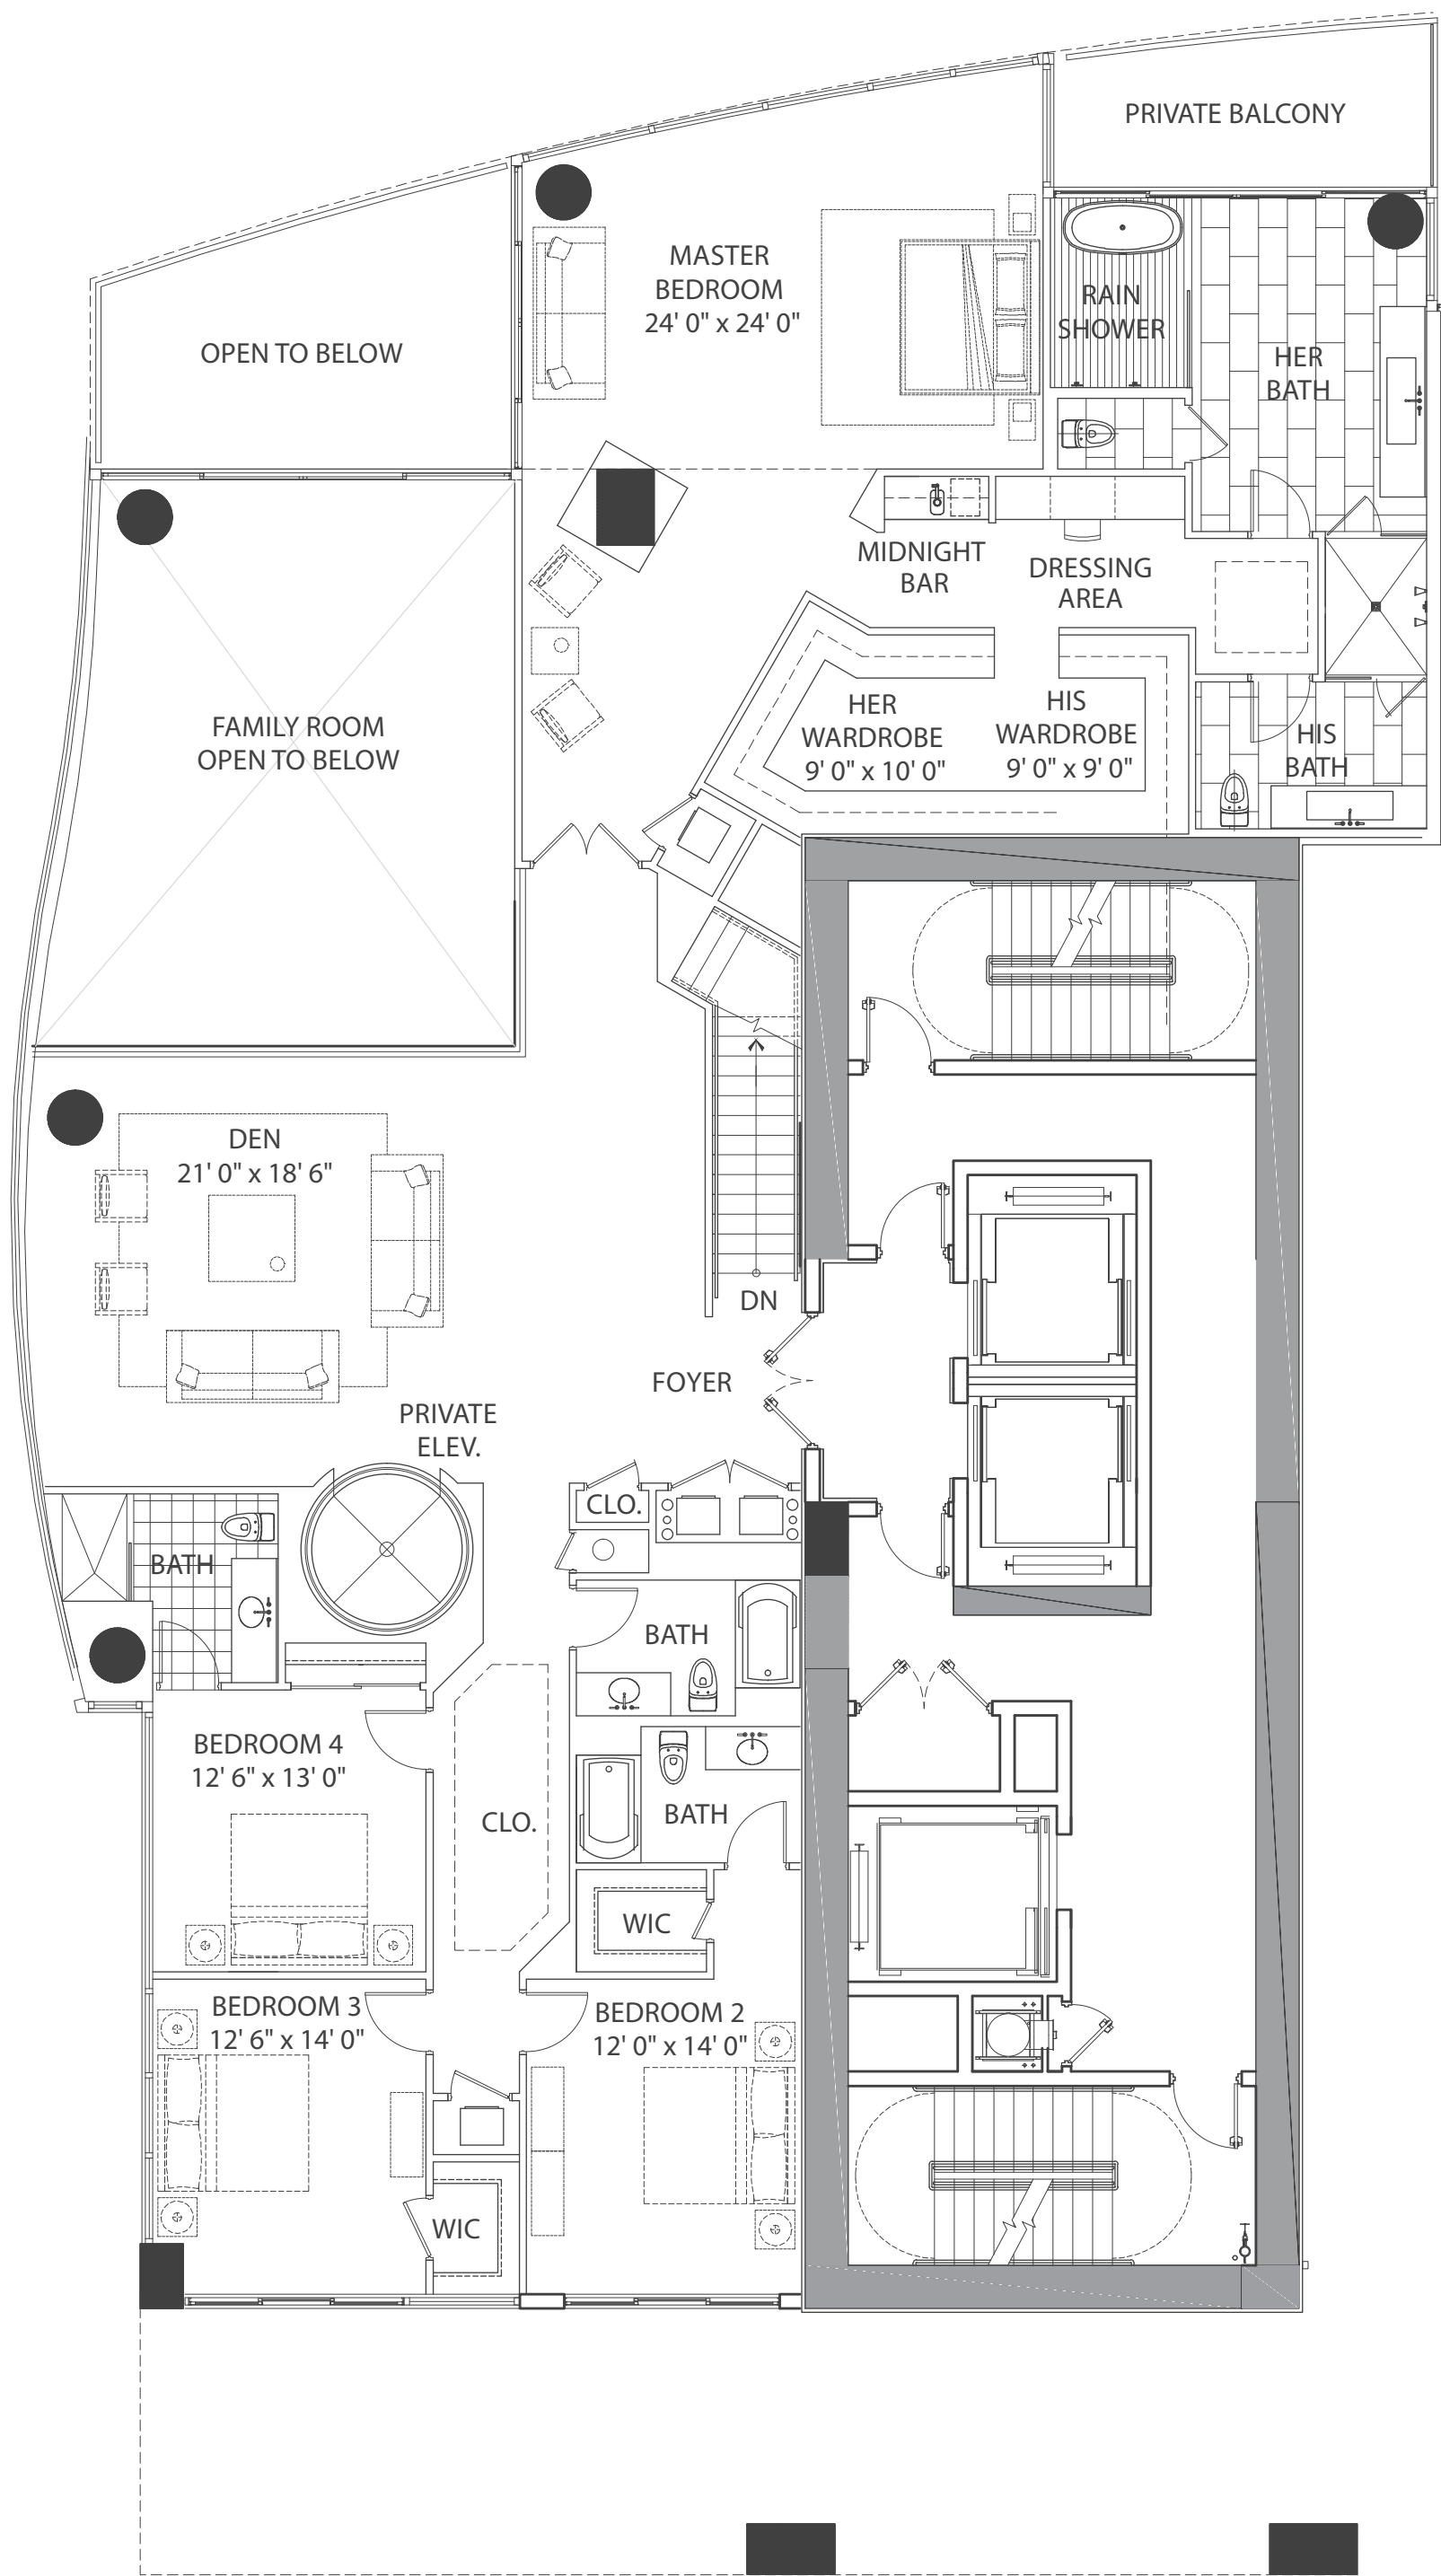 PRIVATE BALCONY
MASTER
BEDROOM
24' 0" x 24' 0"
RAIN
SHOWER
OPEN TO BELOW
HER
BATH
MIDNIGHT
BAR
DRESSING
AREA
FAMILY ROOM
OPEN TO BELOW
HER
WARDROBE
9' 0" x 10' 0"
HIS
WARDROBE
9' 0" x 9' 0"
HIS
BATH
DEN
21' 0" x 18' 6"
DN
FOYER
PRIVATE
ELEV.
CLO.
BATH
BATH
BEDROOM 4
12' 6" x 13' 0"
CLO.
BATH
WIC
BEDROOM 3
12' 6" x 14' 0"
BEDROOM 2
12' 0" x 14' 0"
WIC